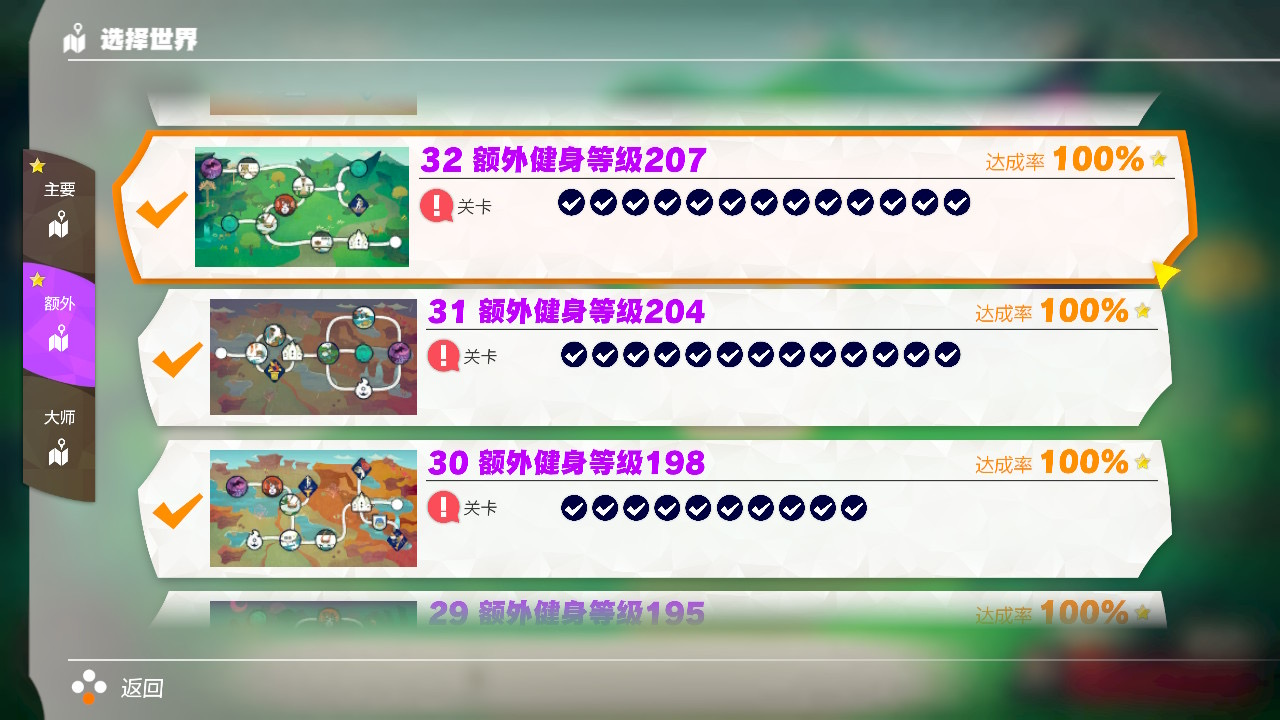 选择世界
主要
额外
大师
32 额外健身等级207
达成率 100%
关卡
31 额外健身等级204
达成率 100%
关卡
30 额外健身等级198
达成率 100%
关卡
29 额外健身等级195
达成率 100%
返回